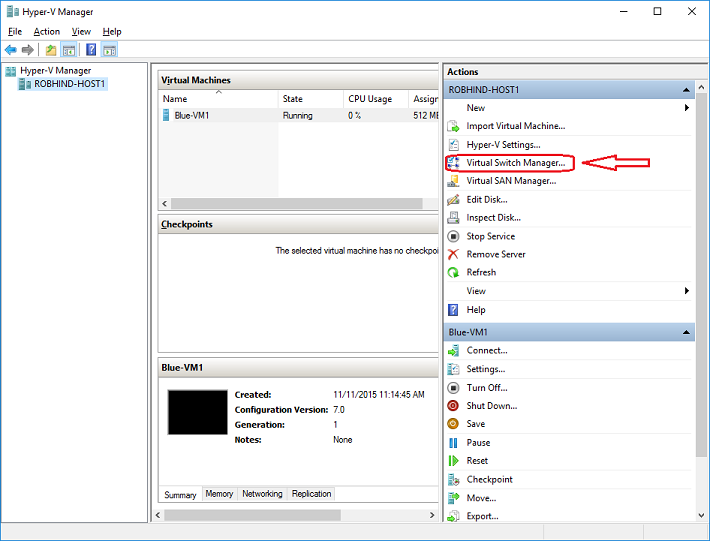 Hyper-V Manager
File Action View Help
Hyper-V Manager
ROBHIND-HOST1
Virtual Machines
Name State CPU Usage Assign
Blue-VM1 Running 0 % 512 MB
Checkpoints
The selected virtual machine has no checkpoi
Blue-VM1
Created: 11/11/2015 11:14:45 AM
Configuration Version: 7.0
Generation: 1
Notes: None
Summary Memory Networking Replication
Actions
ROBHIND-HOST1
New
Import Virtual Machine...
Hyper-V Settings...
Virtual Switch Manager...
Virtual SAN Manager...
Edit Disk...
Inspect Disk...
Stop Service
Remove Server
Refresh
View
Help
Blue-VM1
Connect...
Settings...
Turn Off...
Shut Down...
Save
Pause
Reset
Checkpoint
Move...
Export...